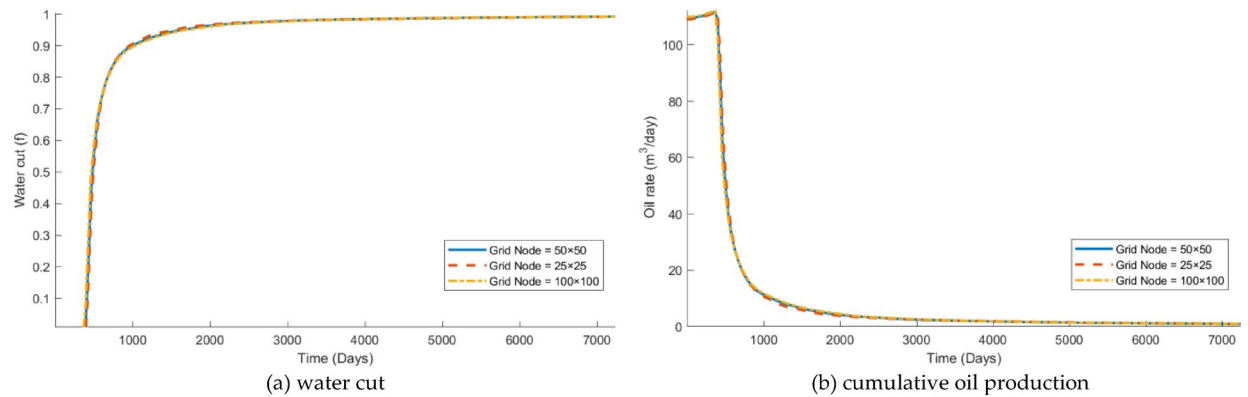 1
0.9
0.8
0.7
0.6
0.5
0.4
0.3
0.2
0.1
Water cut (f)
1000 2000 3000 4000 5000 6000 7000
Time (Days)
Grid Node = 50×50
Grid Node = 25×25
Grid Node = 100×100
(a) water cut
100
80
60
40
20
0
Oil rate (m³/day)
1000 2000 3000 4000 5000 6000 7000
Time (Days)
Grid Node = 50×50
Grid Node = 25×25
Grid Node = 100×100
(b) cumulative oil production